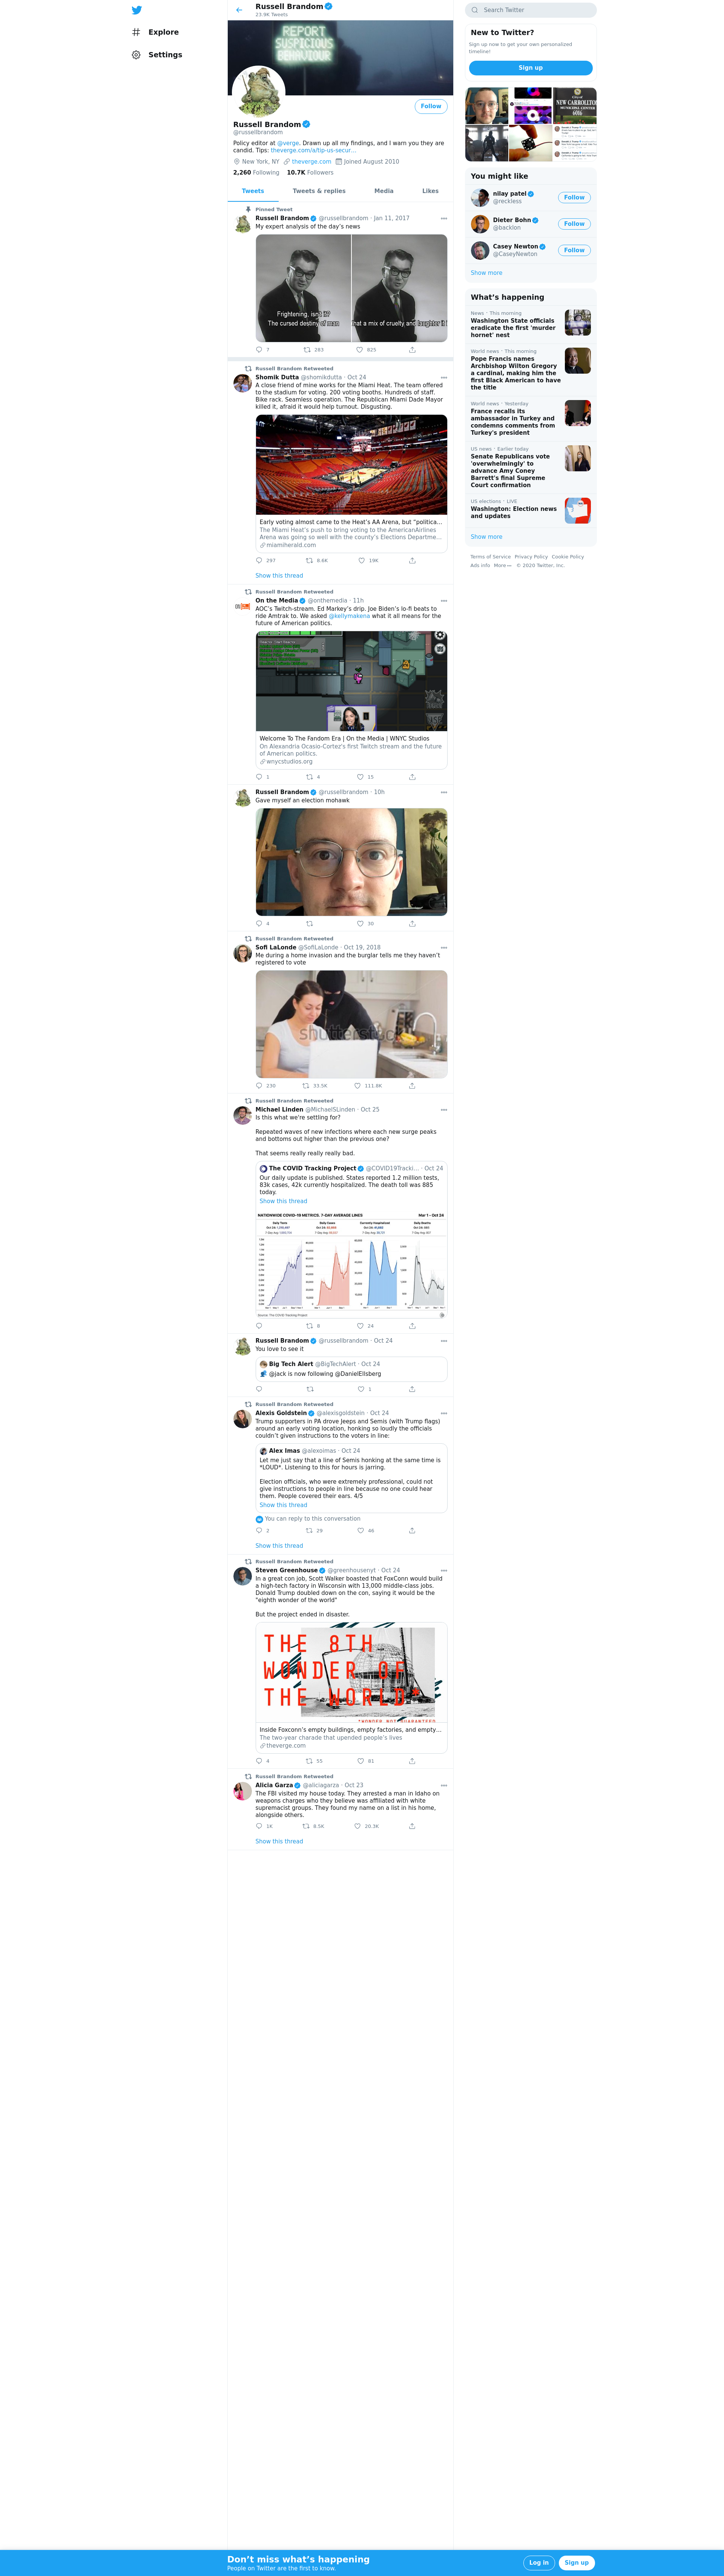 Explore
Settings
Russell Brandom
23.9K Tweets
REPORT
SUSPICIOUS
BEHAVIOUR
Follow
Russell Brandom
@russellbrandom
Policy editor at @verge. Drawn up all my findings, and I warn you they are
candid. Tips: theverge.com/a/tip-us-secur…
New York, NY theverge.com Joined August 2010
2,260 Following 10.7K Followers
Tweets Tweets & replies Media Likes
Pinned Tweet
Russell Brandom @russellbrandom · Jan 11, 2017
My expert analysis of the day's news
Frightening, isn't it?
The cursed destiny of man
that a mix of cruelty and laughter it
7 283 625
Russell Brandom Retweeted
Shomik Dutta @shomikdutta · Oct 24
A close friend of mine works for the Miami Heat. The team offered
to the stadium for voting. 200 voting booths. Hundreds of staff.
Bike rack. Seamless operation. The Republican Miami Dade Mayor
killed it, afraid it would help turnout. Disgusting.
Early voting almost came to the Heat's AA Arena, but "politica…
The Miami Heat's push to bring voting to the AmericanAirlines
Arena was going so well with the county's Elections Departme…
miamiherald.com
297 8.6K 19K
Show this thread
Russell Brandom Retweeted
On the Media @onthemedia · 11h
AOC's Twitch-stream. Ed Markey's drip. Joe Biden's lo-fi beats to
ride Amtrak to. We asked @kellymakena what it all means for the
future of American politics.
Welcome To The Fandom Era | On the Media | WNYC Studios
On Alexandria Ocasio-Cortez's first Twitch stream and the future
of American politics.
wnycstudios.org
1 4 15
Russell Brandom @russellbrandom · 10h
Gave myself an election mohawk
4 30
Russell Brandom Retweeted
Sofi LaLonde @SofiLaLonde · Oct 19, 2018
Me during a home invasion and the burglar tells me they haven't
registered to vote
shutterstock
230 33.5K 111.8K
Russell Brandom Retweeted
Michael Linden @MichaelSLinden · Oct 25
Is this what we're settling for?
Repeated waves of new infections where each new surge peaks
and bottoms out higher than the previous one?
That seems really really really bad.
The COVID Tracking Project @COVID19Tracki… · Oct 24
Our daily update is published. States reported 1.2 million tests,
83k cases, 42k currently hospitalized. The death toll was 885
today.
Show this thread
NATIONWIDE COVID-19 METRICS. 7-DAY AVERAGE LINES Mar 1 - Oct 24
Daily Tests Daily Cases Currently Hospitalized Daily Deaths
Source: The COVID Tracking Project
8 24
Russell Brandom @russellbrandom · Oct 24
You love to see it
Big Tech Alert @BigTechAlert · Oct 24
@jack is now following @DanielEllsberg
1
Russell Brandom Retweeted
Alexis Goldstein @alexisgoldstein · Oct 24
Trump supporters in PA drove Jeeps and Semis (with Trump flags)
around an early voting location, honking so loudly the officials
couldn't given instructions to the voters in line:
Alex Imas @alexoimas · Oct 24
Let me just say that a line of Semis honking at the same time is
*LOUD*. Listening to this for hours is jarring.
Election officials, who were extremely professional, could not
give instructions to people in line because no one could hear
them. People covered their ears. 4/5
Show this thread
You can reply to this conversation
2 29 46
Show this thread
Russell Brandom Retweeted
Steven Greenhouse @greenhousenyt · Oct 24
In a great con job, Scott Walker boasted that FoxConn would build
a high-tech factory in Wisconsin with 13,000 middle-class jobs.
Donald Trump doubled down on the con, saying it would be the
"eighth wonder of the world"
But the project ended in disaster.
THE 8TH
WONDER OF
THE WORLD*
*WONDER NOT GUARANTEED
Inside Foxconn's empty buildings, empty factories, and empty…
The two-year charade that upended people's lives
theverge.com
4 55 81
Russell Brandom Retweeted
Alicia Garza @aliciagarza · Oct 23
The FBI visited my house today. They arrested a man in Idaho on
weapons charges who they believe was affiliated with white
supremacist groups. They found my name on a list in his home,
alongside others.
1K 8.5K 20.3K
Show this thread
Search Twitter
New to Twitter?
Sign up now to get your own personalized
timeline!
Sign up
NEW CARROLLTON
6016
You might like
nilay patel
@reckless
Follow
Dieter Bohn
@backlon
Follow
Casey Newton
@CaseyNewton
Follow
Show more
What's happening
News · This morning
Washington State officials
eradicate the first 'murder
hornet' nest
World news · This morning
Pope Francis names
Archbishop Wilton Gregory
a cardinal, making him the
first Black American to have
the title
World news · Yesterday
France recalls its
ambassador in Turkey and
condemns comments from
Turkey's president
US news · Earlier today
Senate Republicans vote
'overwhelmingly' to
advance Amy Coney
Barrett's final Supreme
Court confirmation
US elections · LIVE
Washington: Election news
and updates
Show more
Terms of Service Privacy Policy Cookie Policy
Ads info More © 2020 Twitter, Inc.
Don't miss what's happening
People on Twitter are the first to know.
Log in
Sign up